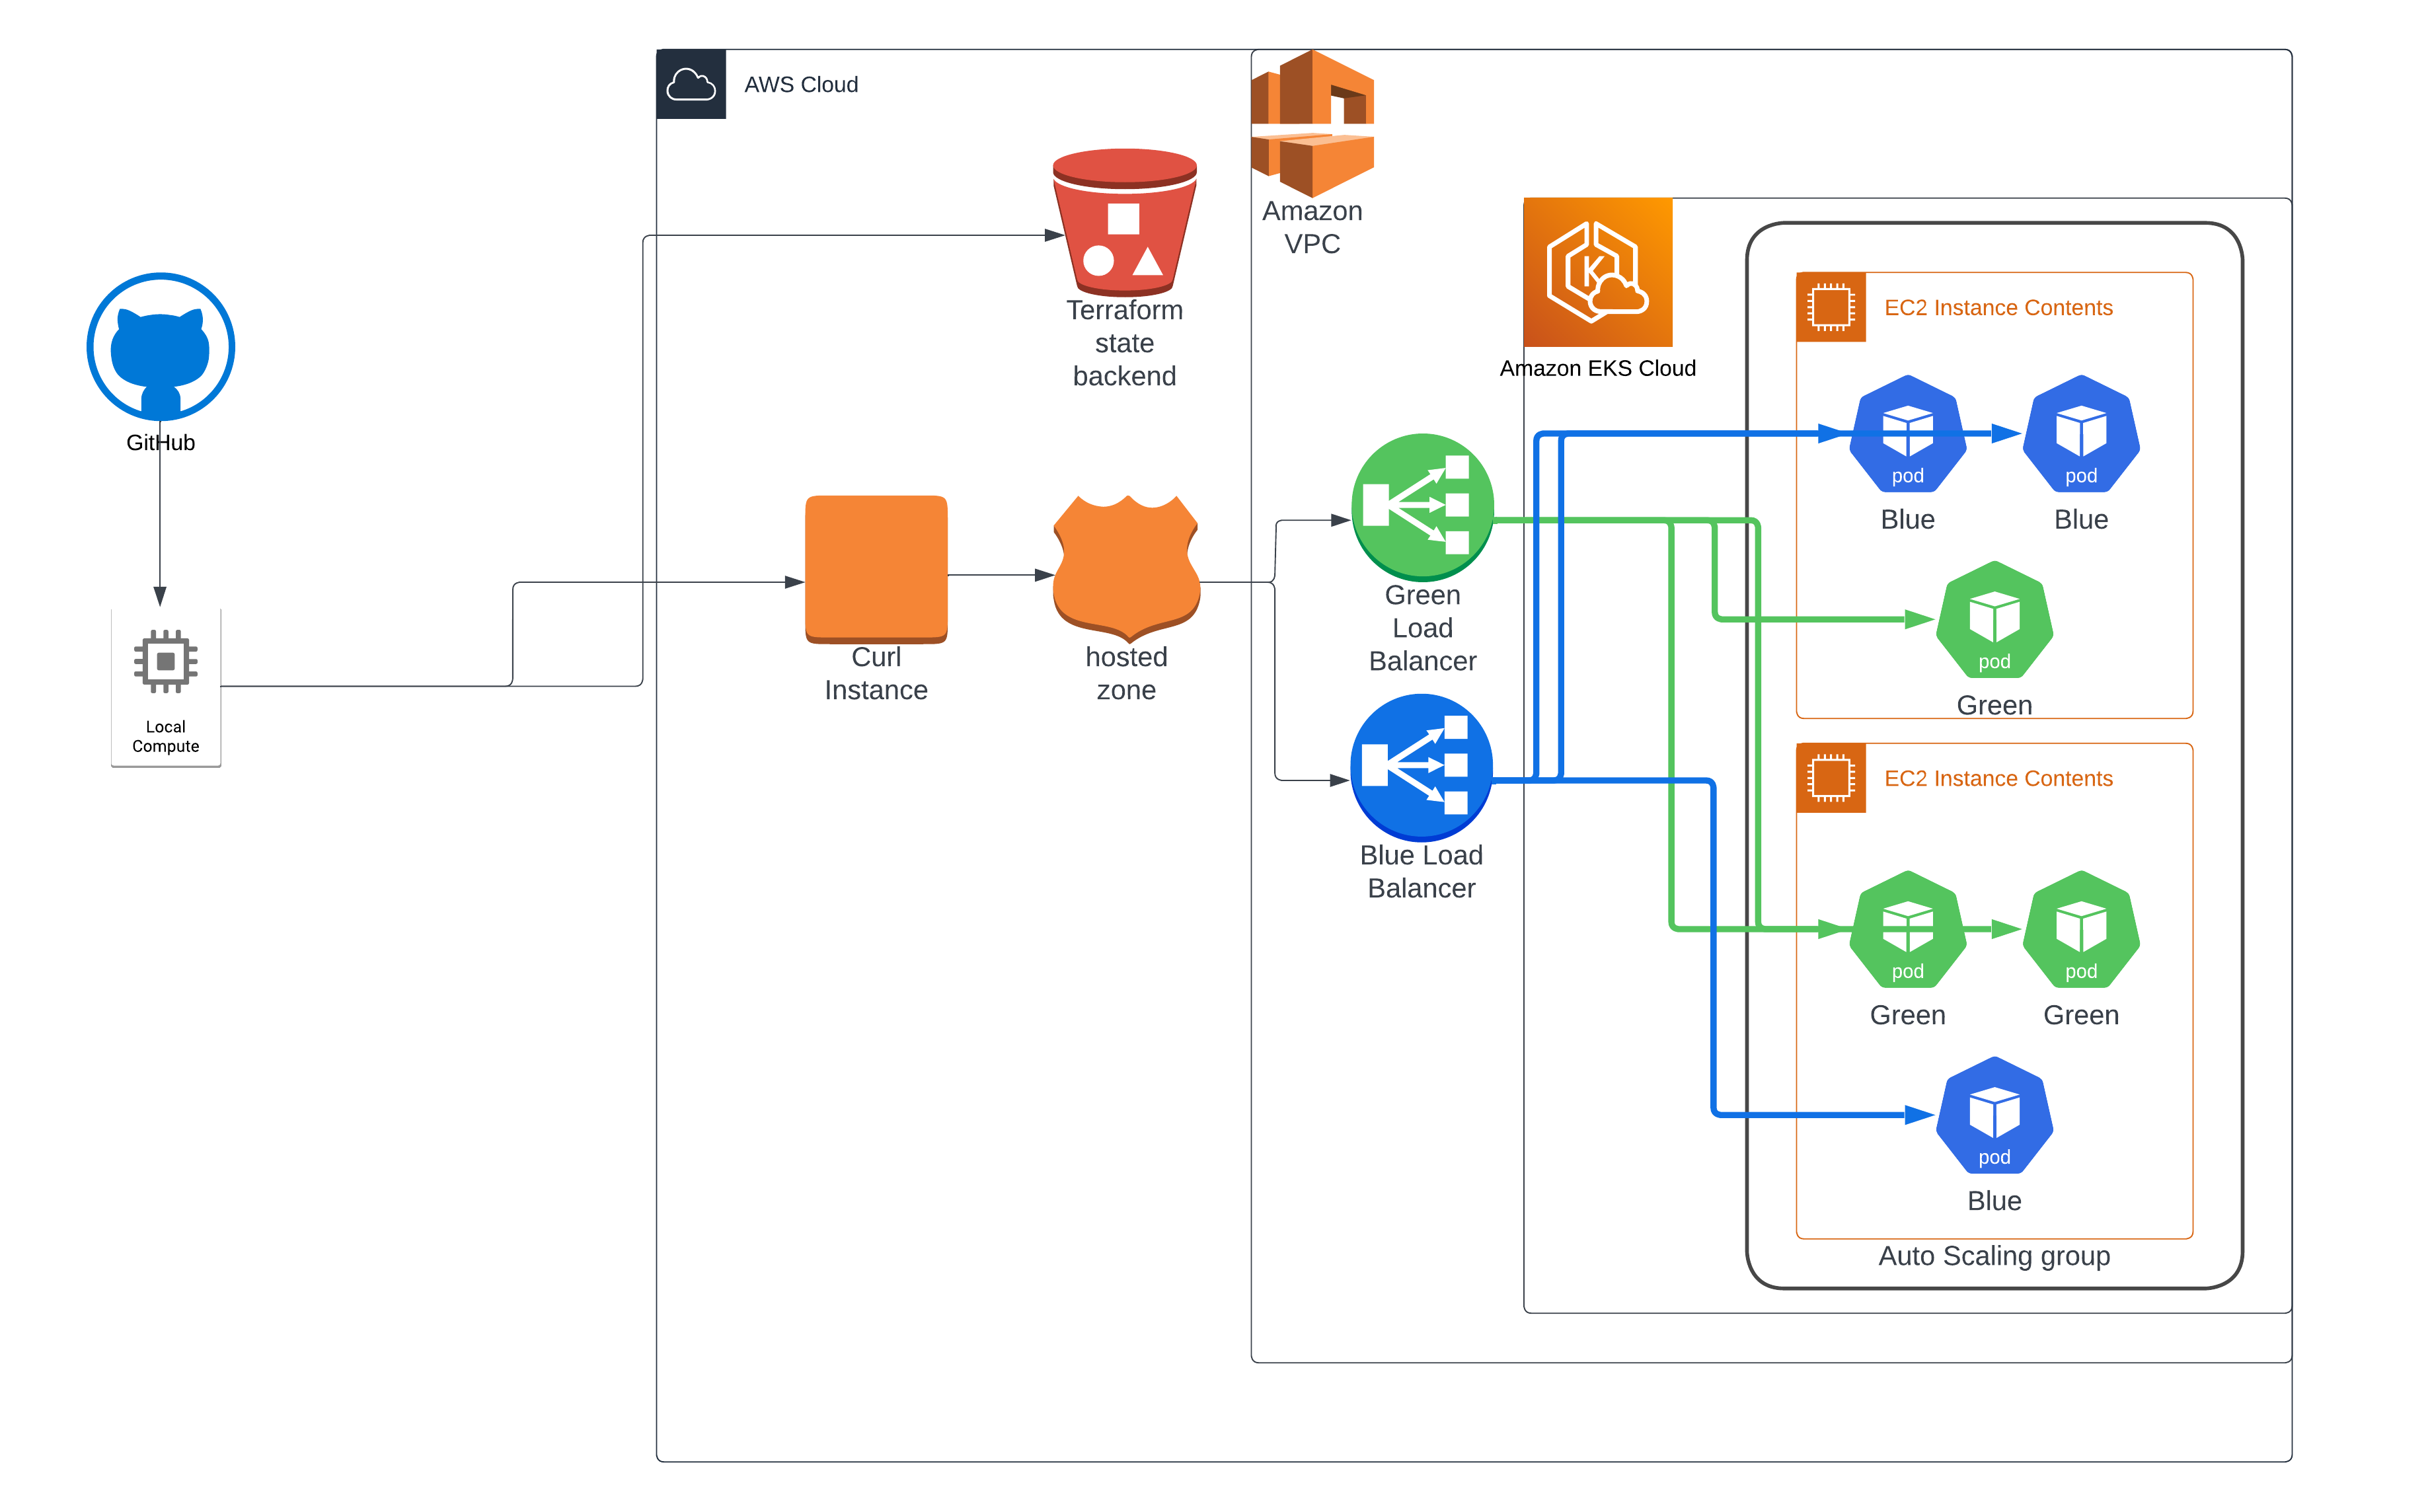 AWS Cloud
Amazon
VPC
Terraform
state
backend
GitHub
Amazon EKS Cloud
EC2 Instance Contents
pod
pod
Blue
Blue
pod
Green
Local
Compute
Curl
Instance
hosted
zone
Green
Load
Balancer
Blue Load
Balancer
EC2 Instance Contents
pod
pod
Green
Green
pod
Blue
Auto Scaling group